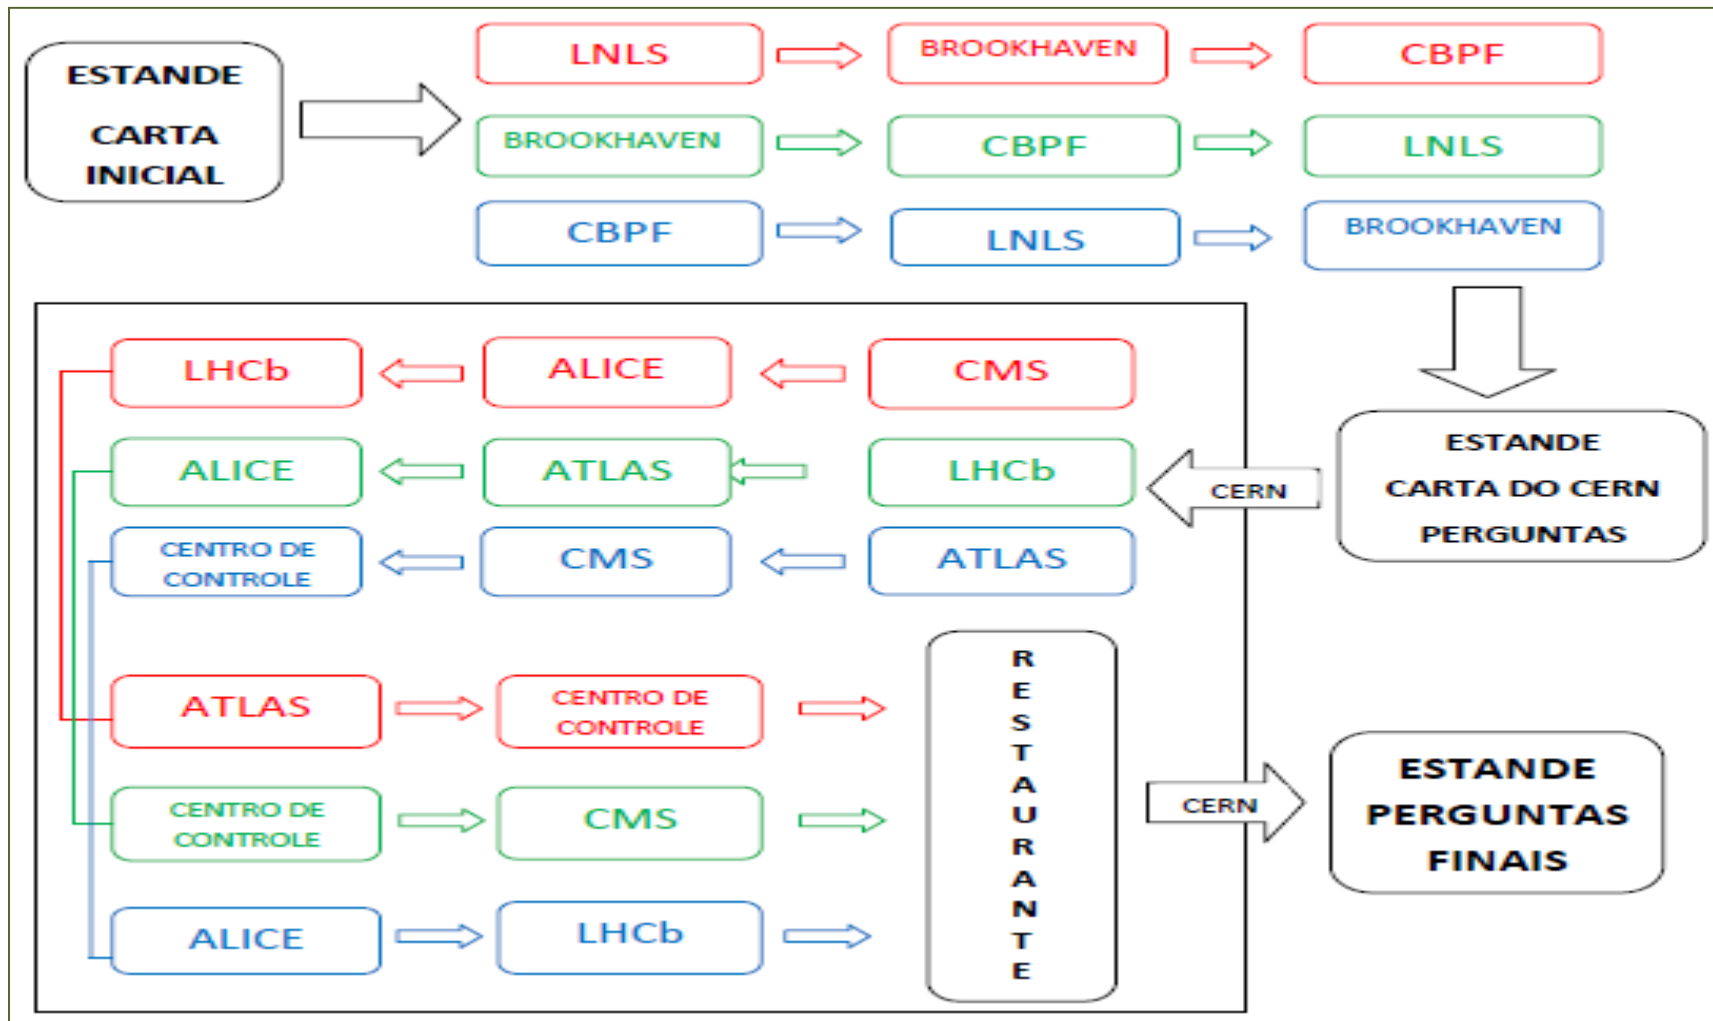 ESTANDE
CARTA
INICIAL
LNLS
BROOKHAVEN
CBPF
BROOKHAVEN
CBPF
LNLS
CBPF
LNLS
BROOKHAVEN
ESTANDE
CARTA DO CERN
PERGUNTAS
CERN
CMS
ALICE
LHCb
LHCb
ATLAS
ALICE
ATLAS
CMS
CENTRO DE
CONTROLE
ATLAS
CENTRO DE
CONTROLE
CENTRO DE
CONTROLE
CMS
ALICE
LHCb
RESTAURANTE
CERN
ESTANDE
PERGUNTAS
FINAIS